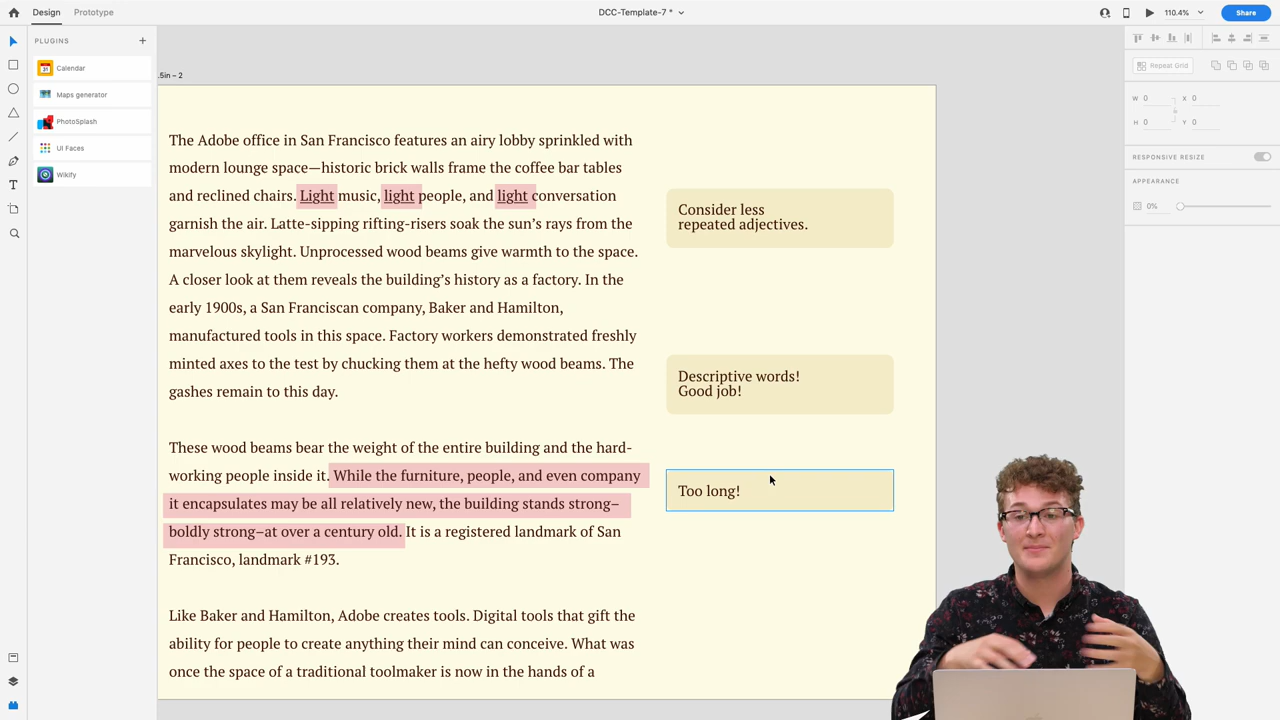 Design
Prototype
DCC-Template-7 *
110.4%
Share
PLUGINS
+
Calendar
Maps generator
PhotoSplash
UI Faces
Wikify
T
.5in – 2
The Adobe office in San Francisco features an airy lobby sprinkled with
modern lounge space—historic brick walls frame the coffee bar tables
and reclined chairs. Light music, light people, and light conversation
garnish the air. Latte-sipping rifting-risers soak the sun’s rays from the
marvelous skylight. Unprocessed wood beams give warmth to the space.
A closer look at them reveals the building’s history as a factory. In the
early 1900s, a San Franciscan company, Baker and Hamilton,
manufactured tools in this space. Factory workers demonstrated freshly
minted axes to the test by chucking them at the hefty wood beams. The
gashes remain to this day.
These wood beams bear the weight of the entire building and the hard-
working people inside it. While the furniture, people, and even company
it encapsulates may be all relatively new, the building stands strong–
boldly strong–at over a century old. It is a registered landmark of San
Francisco, landmark #193.
Like Baker and Hamilton, Adobe creates tools. Digital tools that gift the
ability for people to create anything their mind can conceive. What was
once the space of a traditional toolmaker is now in the hands of a
Consider less
repeated adjectives.
Descriptive words!
Good job!
Too long!
Repeat Grid
W 0 X 0
H 0 Y 0
RESPONSIVE RESIZE
APPEARANCE
0%